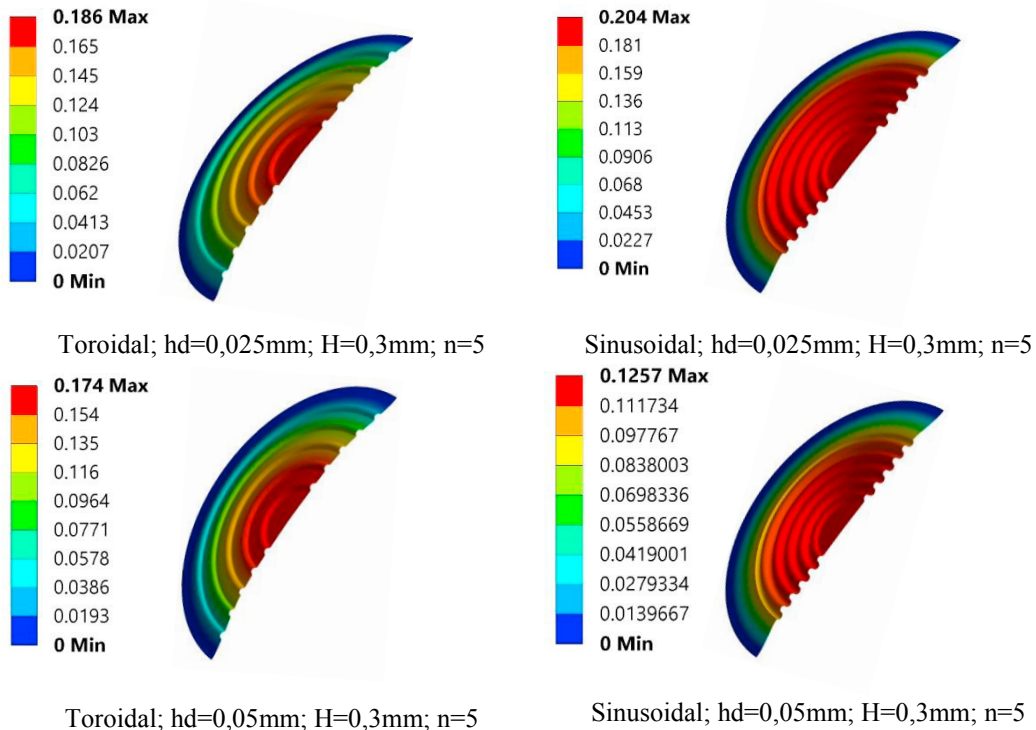 0.186 Max
0.165
0.145
0.124
0.103
0.0826
0.062
0.0413
0.0207
0 Min
Toroidal; hd=0,025mm; H=0,3mm; n=5
0.204 Max
0.181
0.159
0.136
0.113
0.0906
0.068
0.0453
0.0227
0 Min
Sinusoidal; hd=0,025mm; H=0,3mm; n=5
0.174 Max
0.154
0.135
0.116
0.0964
0.0771
0.0578
0.0386
0.0193
0 Min
Toroidal; hd=0,05mm; H=0,3mm; n=5
0.1257 Max
0.111734
0.097767
0.0838003
0.0698336
0.0558669
0.0419001
0.0279334
0.0139667
0 Min
Sinusoidal; hd=0,05mm; H=0,3mm; n=5